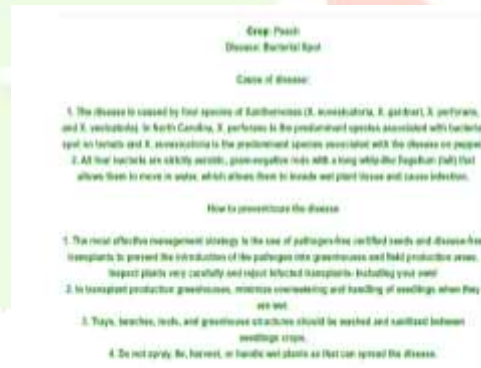 Crop: Peach
Disease: Bacterial Spot
Cause of disease:
1. The disease is caused by four species of Xanthomonas (X. euvesicatoria, X. gardneri, X. perforans,
and X. vesicatoria). In North Carolina, X. perforans is the predominant species associated with bacteria
spot on tomato and X. euvesicatoria is the predominant species associated with the disease on pepper
2. All four bacteria are strictly aerobic, gram-negative rods with a long whip-like flagellum (tail) that
allows them to move in water, which allows them to invade wet plant tissue and cause infection.
How to prevent/cure the disease
1. The most effective management strategy is the use of pathogen-free certified seeds and disease-free
transplants to prevent the introduction of the pathogen into greenhouses and field production areas.
Inspect plants very carefully and reject infected transplants- including your own!
2. In transplant production greenhouses, minimize overwatering and handling of seedlings when they
are wet.
3. Trays, benches, tools, and greenhouse structures should be washed and sanitized between
seedlings crops.
4. Do not spray, tie, harvest, or handle wet plants as that can spread the disease.